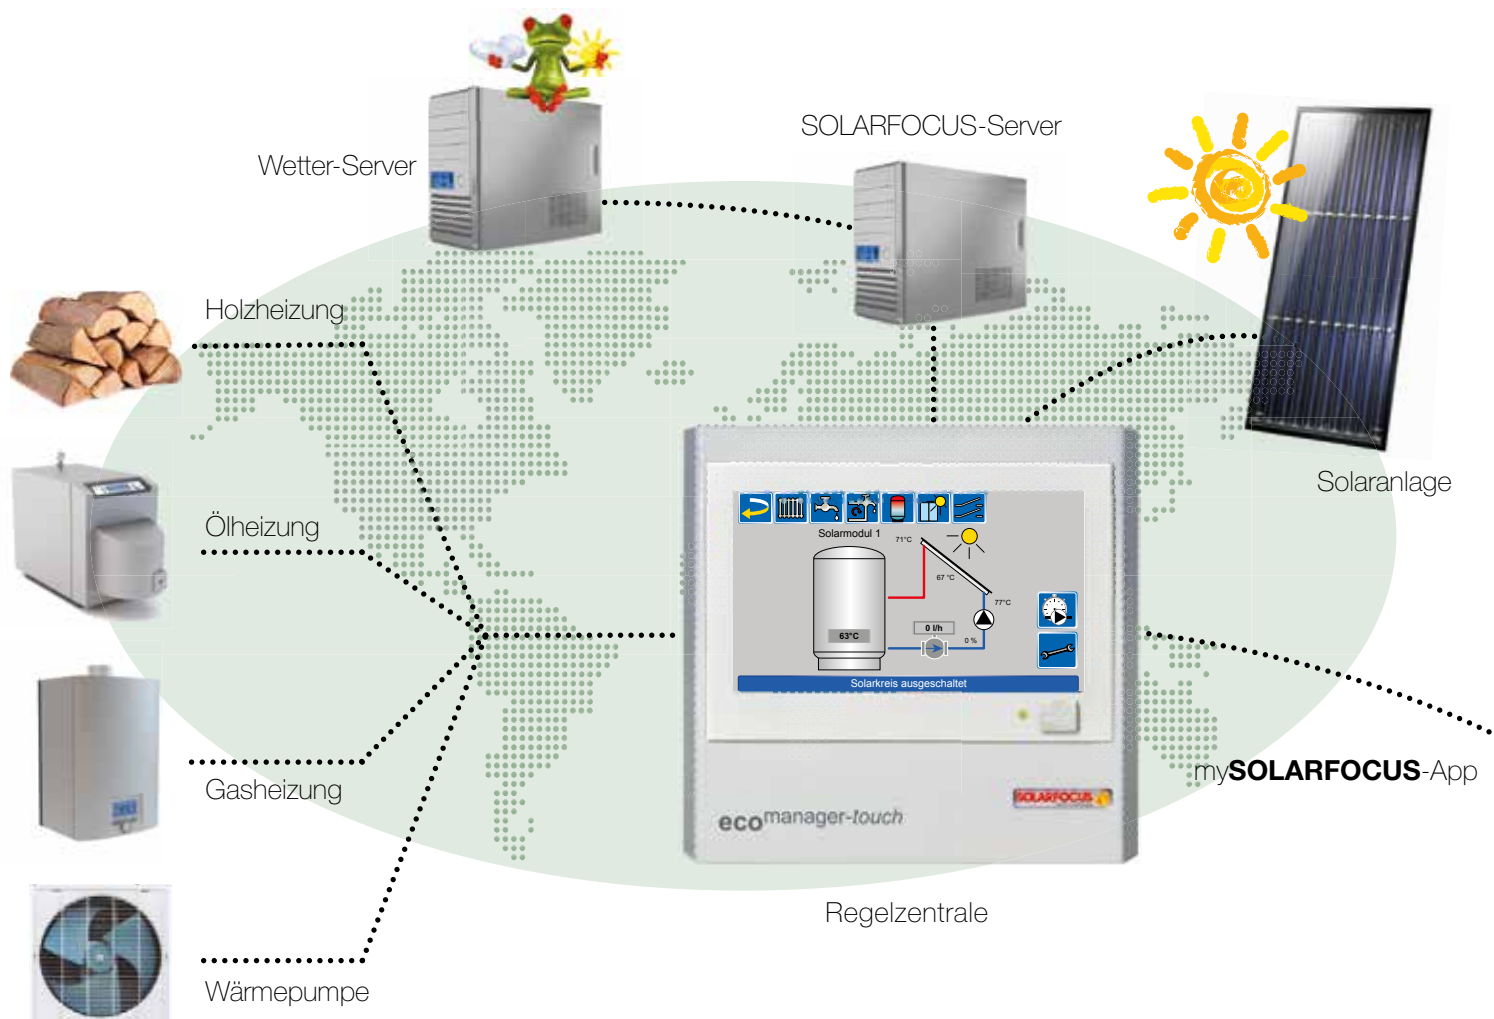 SOLARFOCUS-Server
Wetter-Server
Holzheizung
Solaranlage
Ölheizung
Solarmodul 1
71°C
67 °C
77°C
0 l/h
63°C
0 %
Solarkreis ausgeschaltet
mySOLARFOCUS-App
Gasheizung
SOLARFOCUS
ecomanager-touch
Regelzentrale
Wärmepumpe